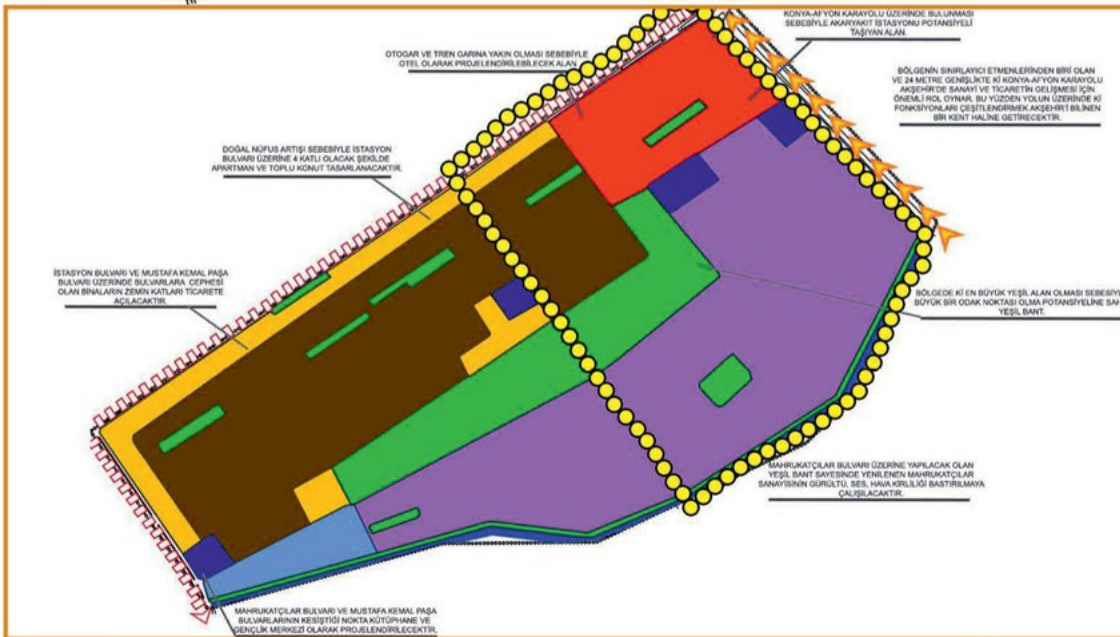 KONYA-AFYON KARAYOLU ÜZERİNDE BULUNMASI
SEBEBİYLE AKARYAKIT İSTASYONU POTANSİYELİ
TAŞIYAN ALAN.
OTOGAR VE TREN GARINA YAKIN OLMASI SEBEBİYLE
OTEL OLARAK PROJELENDİRİLEBİLECEK ALAN
BÖLGENİN SINIRLAYICI ETMENLERİNDEN BİRİ OLAN
VE 24 METRE GENİŞLİKTE Kİ KONYA-AFYON KARAYOLU
AKŞEHİR'DE SANAYİ VE TİCARETİN GELİŞMESİ İÇİN
ÖNEMLİ ROL OYNAR. BU YÜZDEN YOLUN ÜZERİNDE Kİ
FONKSİYONLARI ÇEŞİTLENDİRMEK AKŞEHİR'İ BİLİNEN
BİR KENT HALİNE GETİRECEKTİR.
DOĞAL NÜFUS ARTIŞI SEBEBİYLE İSTASYON
BULVARI ÜZERİNE 4 KATLI OLACAK ŞEKİLDE
APARTMAN VE TOPLU KONUT TASARLANACAKTIR.
İSTASYON BULVARI VE MUSTAFA KEMAL PAŞA
BULVARI ÜZERİNDE BULVARLARA CEPHESİ
OLAN BİNALARIN ZEMİN KATLARI TİCARETE
AÇILACAKTIR.
BÖLGEDE Kİ EN BÜYÜK YEŞİL ALAN OLMASI SEBEBİYL
BÜYÜK BİR ODAK NOKTASI OLMA POTANSİYELİNE SAH
YEŞİL BANT.
MAHRUKATÇILAR BULVARI ÜZERİNE YAPILACAK OLAN
YEŞİL BANT SAYESİNDE YENİLENEN MAHRUKATÇILAR
SANAYİSİNİN GÜRÜLTÜ, SES, HAVA KİRLİLİĞİ BASTIRILMAYA
ÇALIŞILACAKTIR.
MAHRUKATÇILAR BULVARI VE MUSTAFA KEMAL PAŞA
BULVARLARININ KESİŞTİĞİ NOKTA KÜTÜPHANE VE
GENÇLİK MERKEZİ OLARAK PROJELENDİRİLECEKTİR.